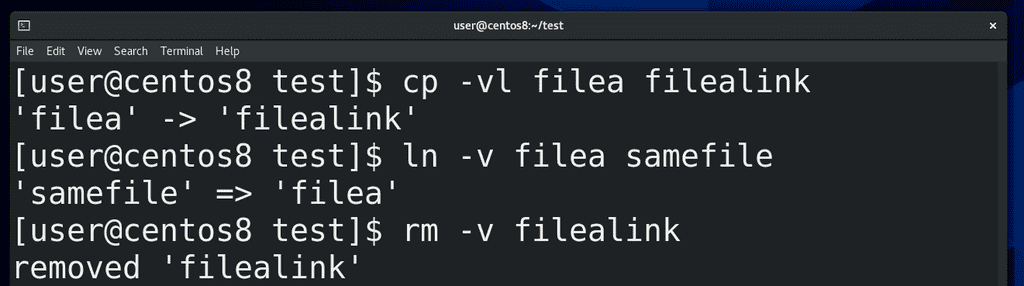 user@centos8:~/test
×
File Edit View Search Terminal Help
[user@centos8 test]$ cp -vl filea filealink
'filea' -> 'filealink'
[user@centos8 test]$ ln -v filea samefile
'samefile' => 'filea'
[user@centos8 test]$ rm -v filealink
removed 'filealink'